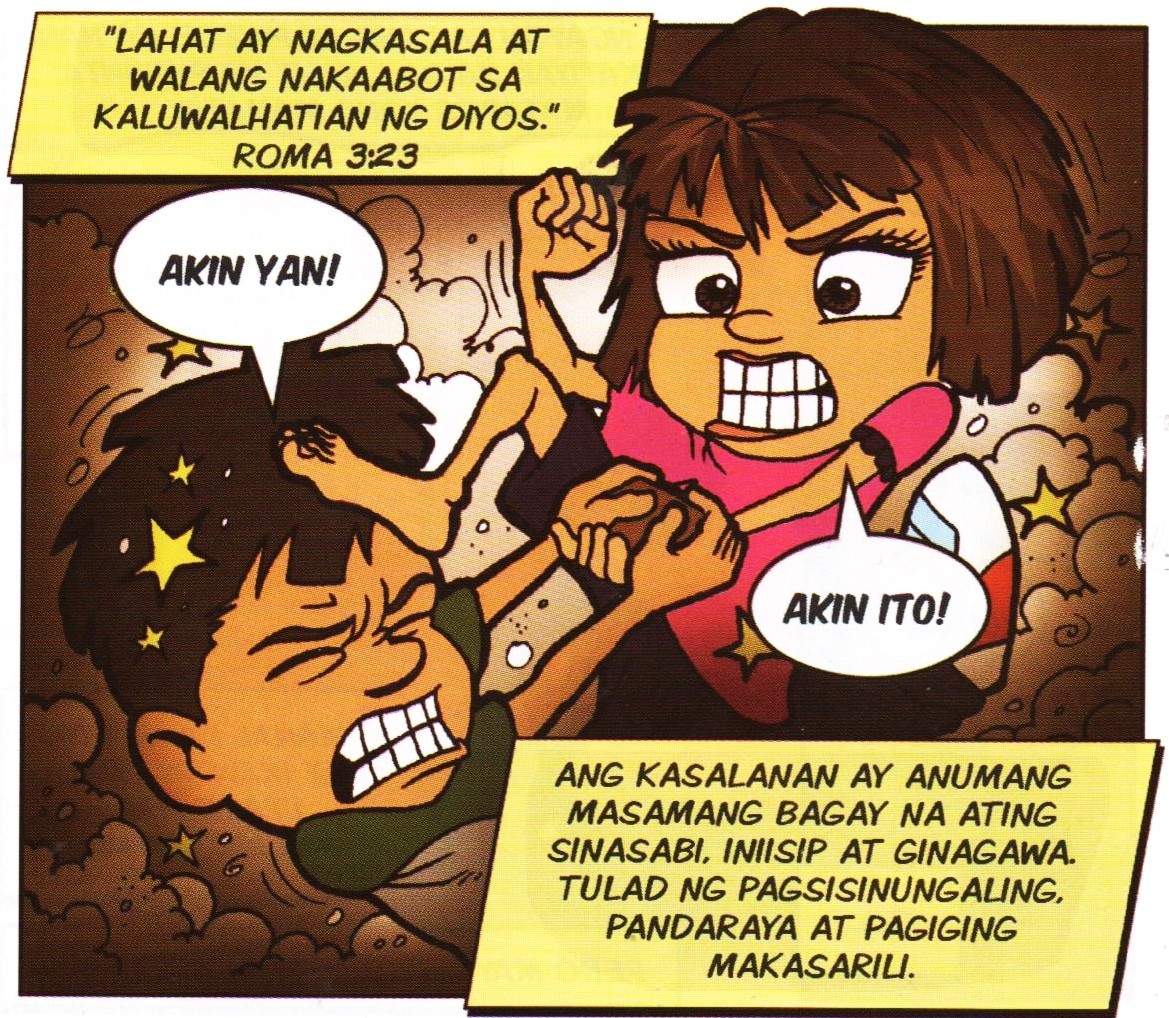 "LAHAT AY NAGKASALA AT
WALANG NAKAABOT SA
KALUWALHATIAN NG DIYOS."
ROMA 3:23
AKIN YAN!
AKIN ITO!
ANG KASALANAN AY ANUMANG
MASAMANG BAGAY NA ATING
SINASABI, INIISIP AT GINAGAWA.
TULAD NG PAGSISINUNGALING,
PANDARAYA AT PAGIGING
MAKASARILI.